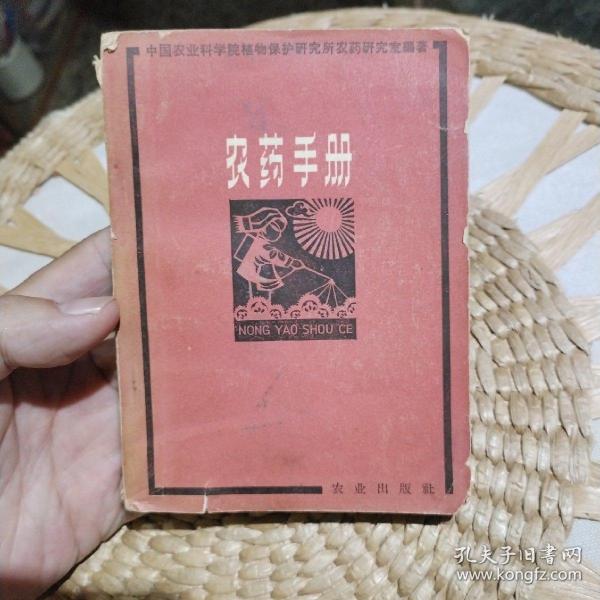 中国农业科学院植物保护研究所农药研究室编著
农药手册
NONG YAO SHOU CE
农业出版社
孔夫子旧书网
www.kongfz.com